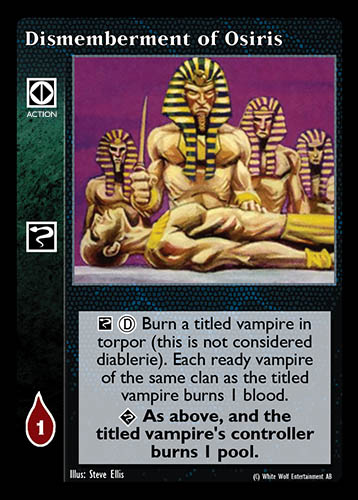 Dismemberment of Osiris
ACTION
D Burn a titled vampire in
torpor (this is not considered
diablerie). Each ready vampire
of the same clan as the titled
vampire burns 1 blood.
As above, and the
titled vampire's controller
burns 1 pool.
1
Illus: Steve Ellis
(C) White Wolf Entertainment AB